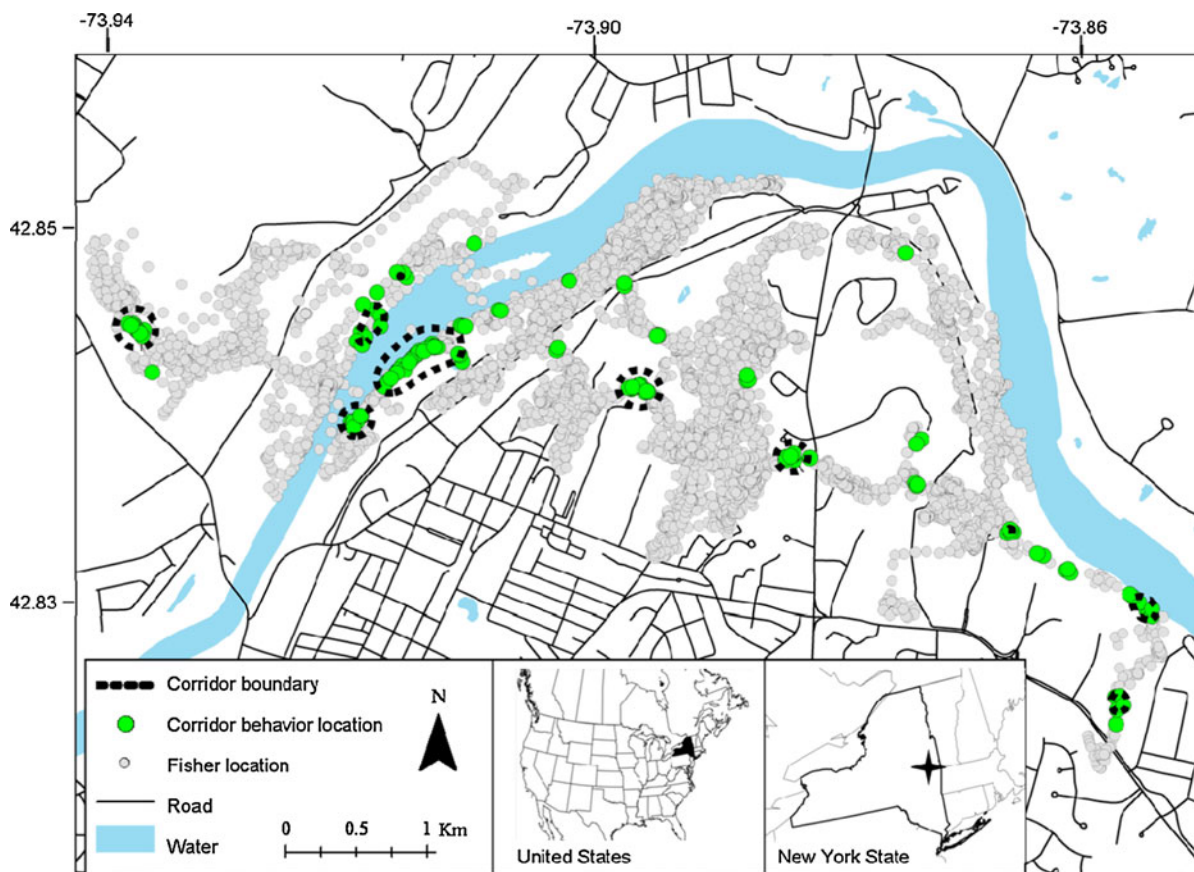 -73.94
-73.90
-73.86
42.85
42.83
Corridor boundary
Corridor behavior location
Fisher location
Road
Water
N
0 0.5 1 Km
United States
New York State